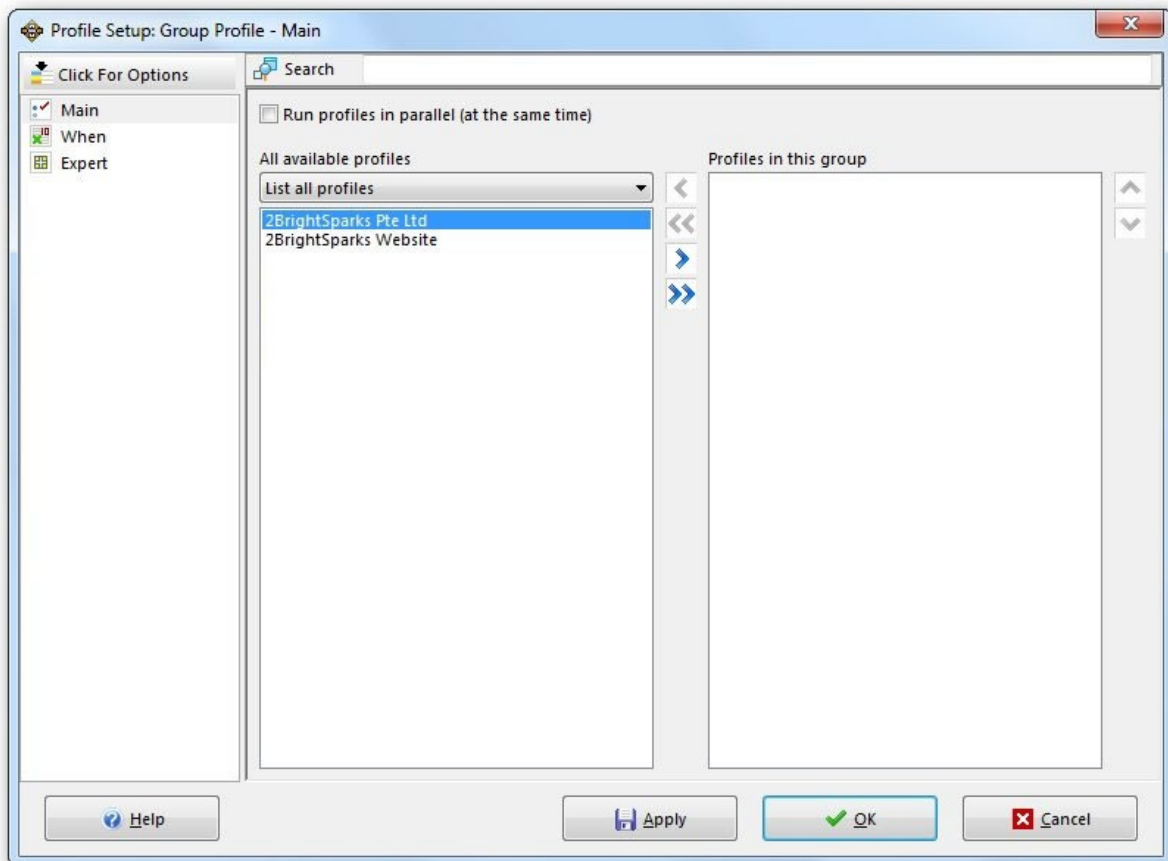 Profile Setup: Group Profile - Main
Click For Options
Search
Main
When
Expert
Run profiles in parallel (at the same time)
All available profiles
Profiles in this group
List all profiles
2BrightSparks Pte Ltd
2BrightSparks Website
Help
Apply
OK
Cancel